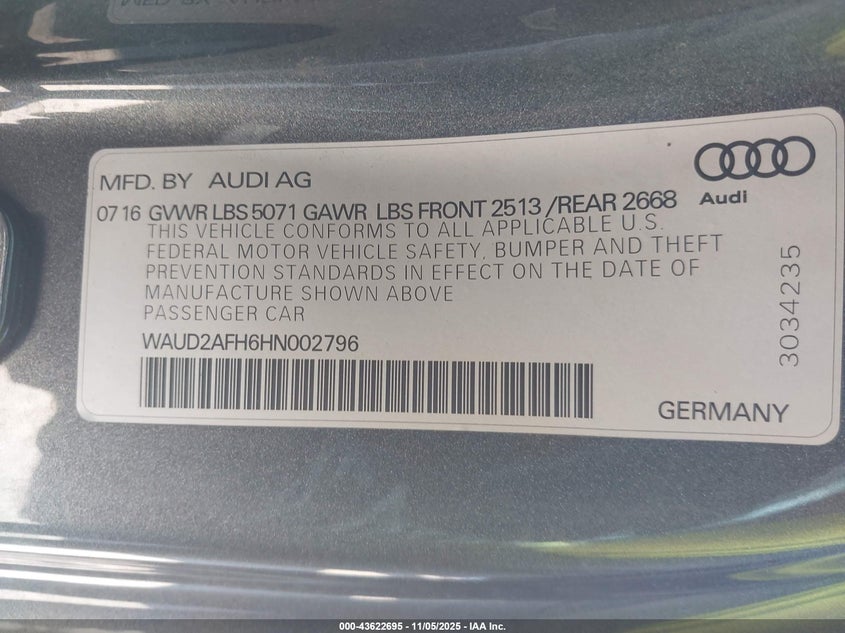 MFD. BY AUDI AG
Audi
07 16 GVWR LBS 5071 GAWR LBS FRONT 2513 /REAR 2668
THIS VEHICLE CONFORMS TO ALL APPLICABLE U.S.
FEDERAL MOTOR VEHICLE SAFETY, BUMPER AND THEFT
PREVENTION STANDARDS IN EFFECT ON THE DATE OF
MANUFACTURE SHOWN ABOVE
PASSENGER CAR
WAUD2AFH6HN002796
GERMANY
3034235
000-43622695 - 11/05/2025 - IAA Inc.